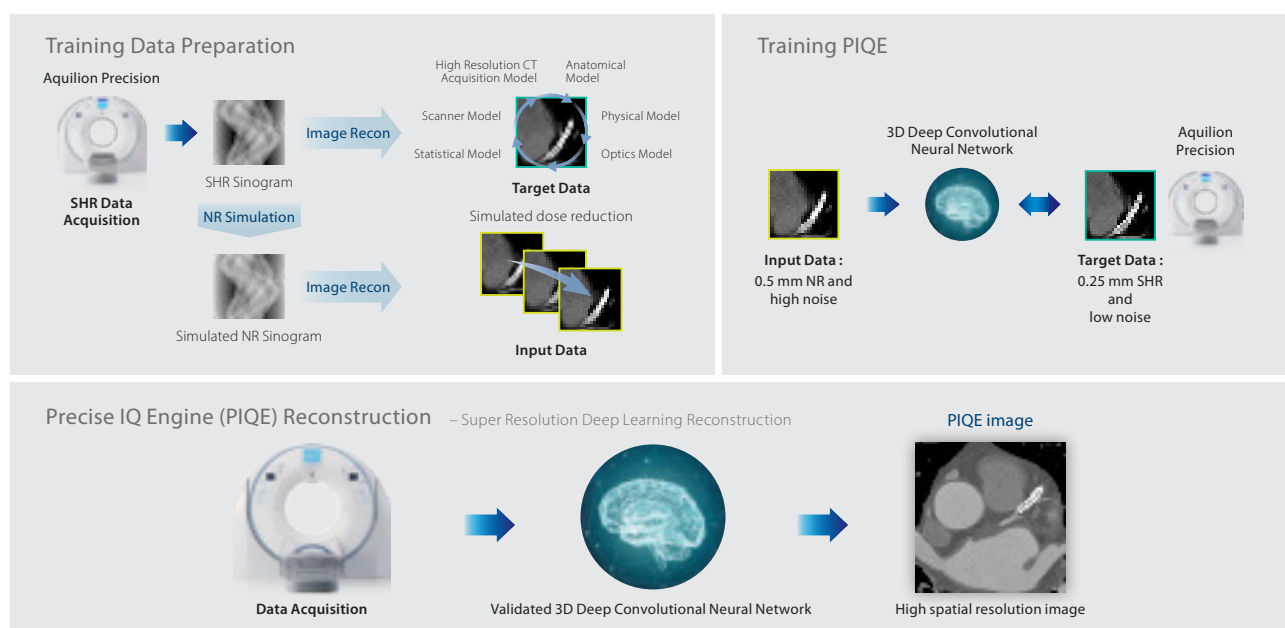 Training Data Preparation
Aquilion Precision
SHR Data
Acquisition
SHR Sinogram
NR Simulation
Simulated NR Sinogram
Image Recon
Image Recon
High Resolution CT
Acquisition Model
Anatomical
Model
Scanner Model
Physical Model
Statistical Model
Optics Model
Target Data
Simulated dose reduction
Input Data
Training PIQE
3D Deep Convolutional
Neural Network
Aquilion
Precision
Input Data :
0.5 mm NR and
high noise
Target Data :
0.25 mm SHR
and
low noise
Precise IQ Engine (PIQE) Reconstruction – Super Resolution Deep Learning Reconstruction
PIQE image
Data Acquisition
Validated 3D Deep Convolutional Neural Network
High spatial resolution image